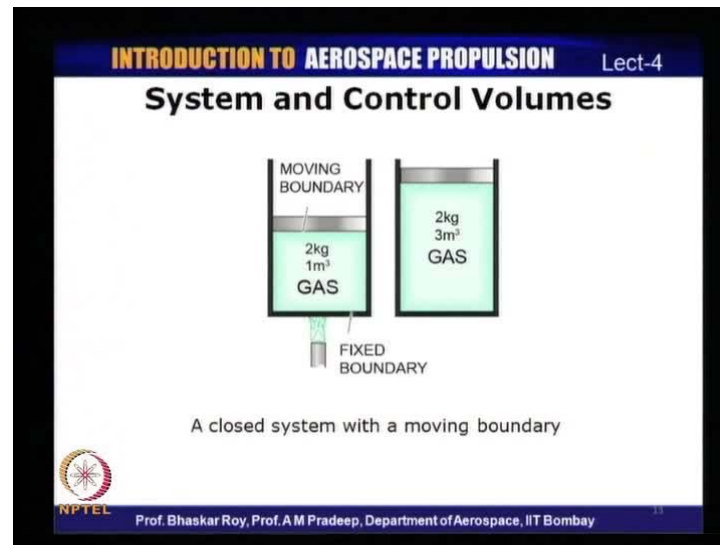 INTRODUCTION TO AEROSPACE PROPULSION Lect-4
System and Control Volumes
MOVING
BOUNDARY
2kg
1m³
GAS
2kg
3m³
GAS
FIXED
BOUNDARY
A closed system with a moving boundary
NPTEL
Prof. Bhaskar Roy, Prof. A M Pradeep, Department of Aerospace, IIT Bombay